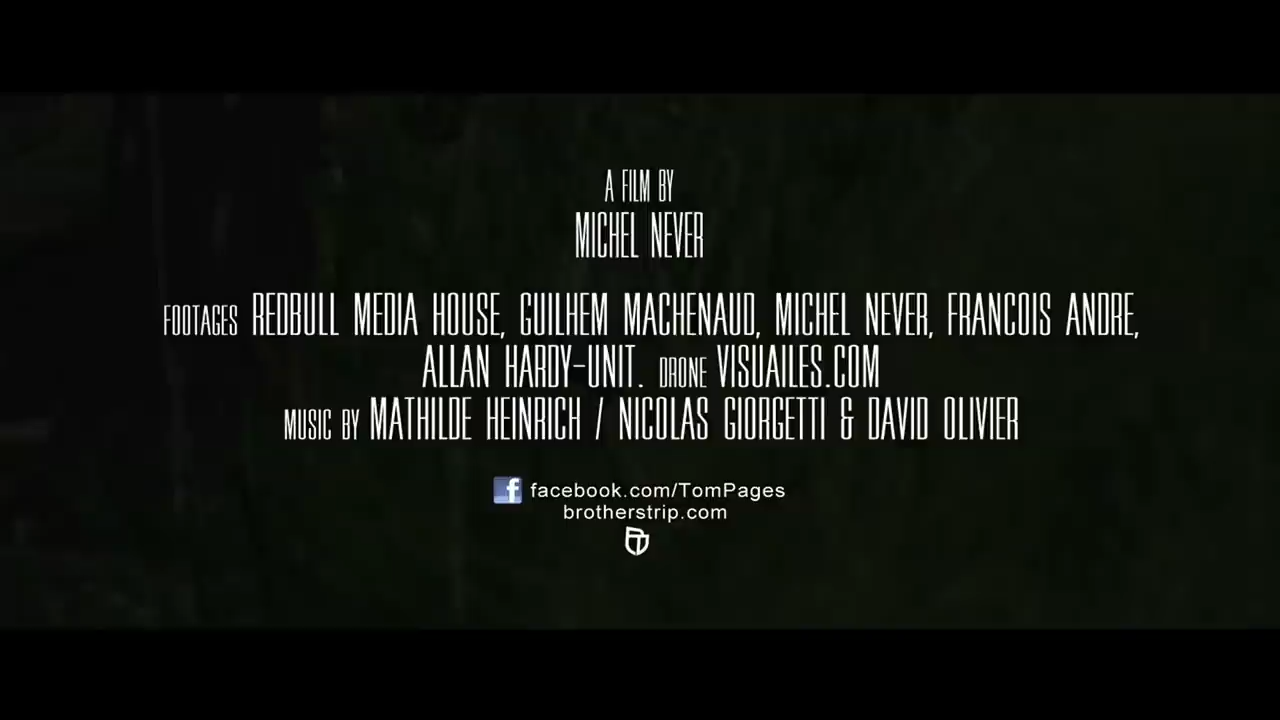 A FILM BY
MICHEL NEVER
FOOTAGES REDBULL MEDIA HOUSE, GUILHEM MACHENAUD, MICHEL NEVER, FRANCOIS ANDRE,
ALLAN HARDY-UNIT. DRONE VISUAILES.COM
MUSIC BY MATHILDE HEINRICH / NICOLAS GIORGETTI & DAVID OLIVIER
f facebook.com/TomPages
brotherstrip.com